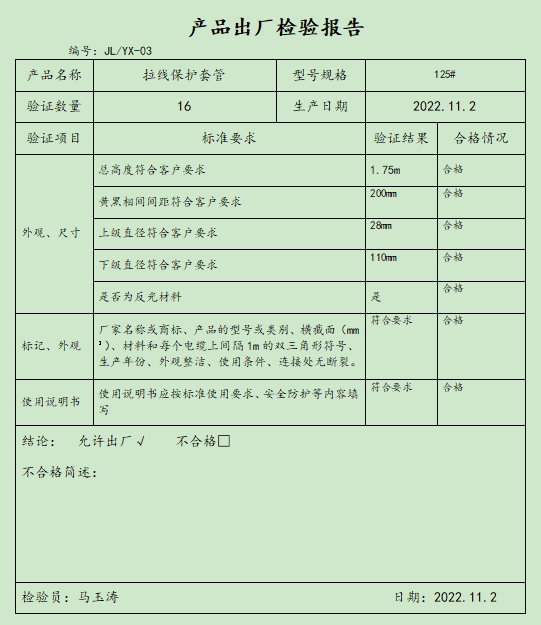 产品出厂检验报告
编号: JL/YX-03
产品名称 拉线保护套管 型号规格 125#
验证数量 16 生产日期 2022.11.2
验证项目 标准要求 验证结果 合格情况
外观、尺寸
总高度符合客户要求 1.75m 合格
黄黑相间间距符合客户要求 200mm 合格
上级直径符合客户要求 28mm 合格
下级直径符合客户要求 110mm 合格
是否为反光材料 是 合格
标记、外观
厂家名称或商标、产品的型号或类别、横截面(mm
²)、材料和每个电缆上间隔1m的双三角形符号、
生产年份、外观整洁、使用条件、连接处无断裂。
符合要求 合格
使用说明书
使用说明书应按标准使用要求、安全防护等内容填
写
符合要求 合格
结论: 允许出厂√ 不合格□
不合格简述:
检验员: 马玉涛 日期: 2022.11.2